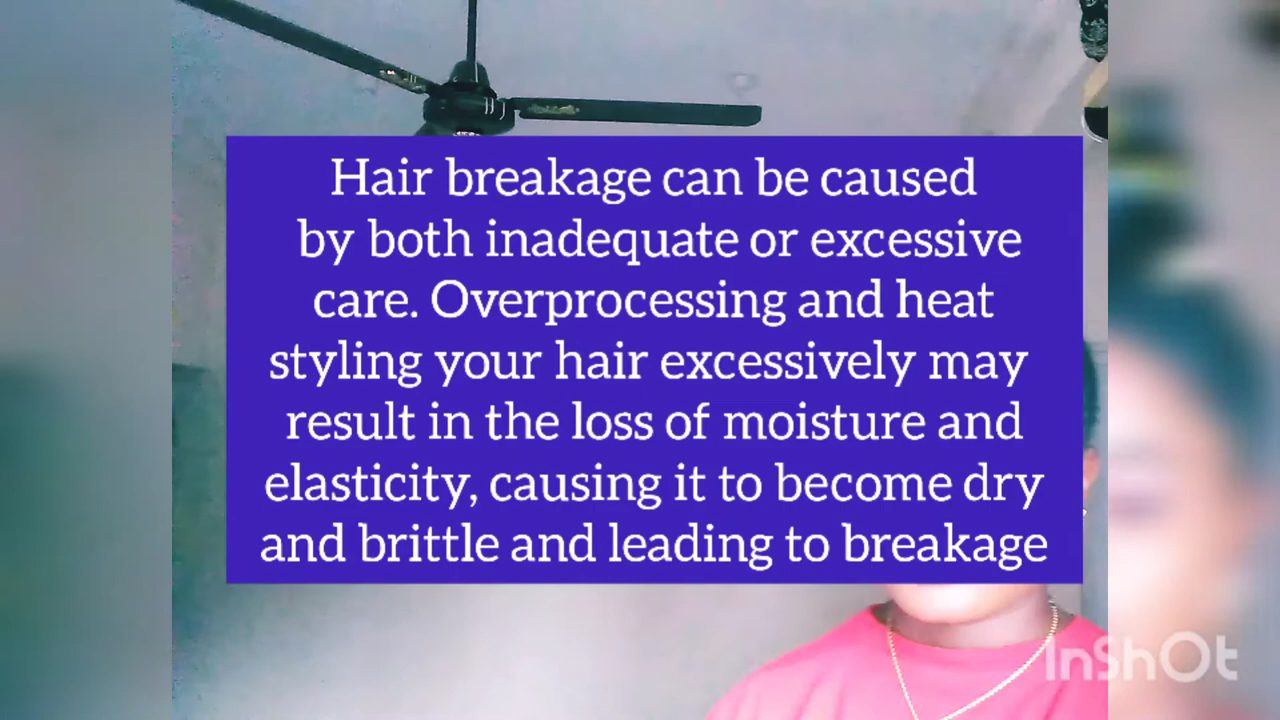 Hair breakage can be caused
by both inadequate or excessive
care. Overprocessing and heat
styling your hair excessively may
result in the loss of moisture and
elasticity, causing it to become dry
and brittle and leading to breakage
InShOt